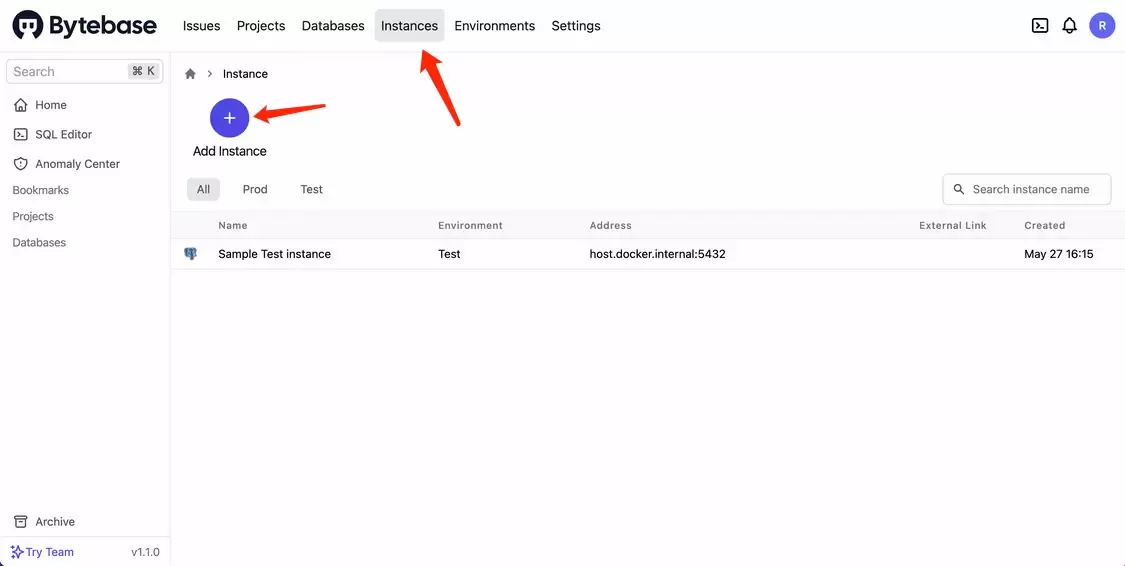 Bytebase Issues Projects Databases Instances Environments Settings R
Search ⌘ K
Home
SQL Editor
Anomaly Center
Bookmarks
Projects
Databases
Archive
Try Team v1.1.0
Instance
Add Instance
All Prod Test Search instance name
Name Environment Address External Link Created
Sample Test instance Test host.docker.internal:5432 May 27 16:15